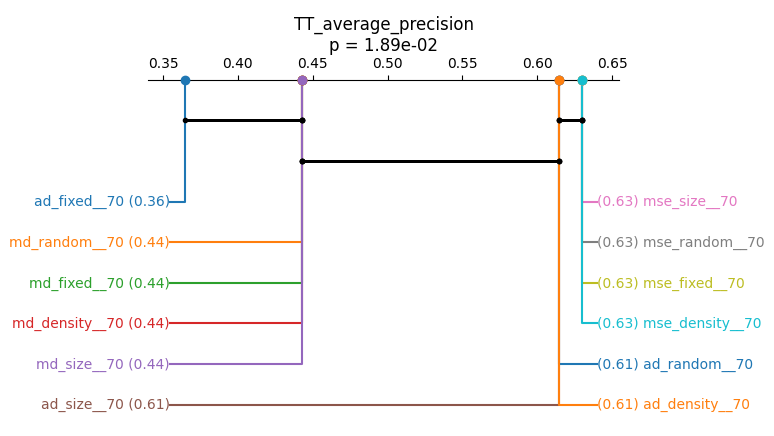 TT_average_precision
p = 1.89e-02
0.35 0.40 0.45 0.50 0.55 0.60 0.65
ad_fixed__70 (0.36) (0.63) mse_size__70
md_random__70 (0.44) (0.63) mse_random__70
md_fixed__70 (0.44) (0.63) mse_fixed__70
md_density__70 (0.44) (0.63) mse_density__70
md_size__70 (0.44) (0.61) ad_random__70
ad_size__70 (0.61) (0.61) ad_density__70